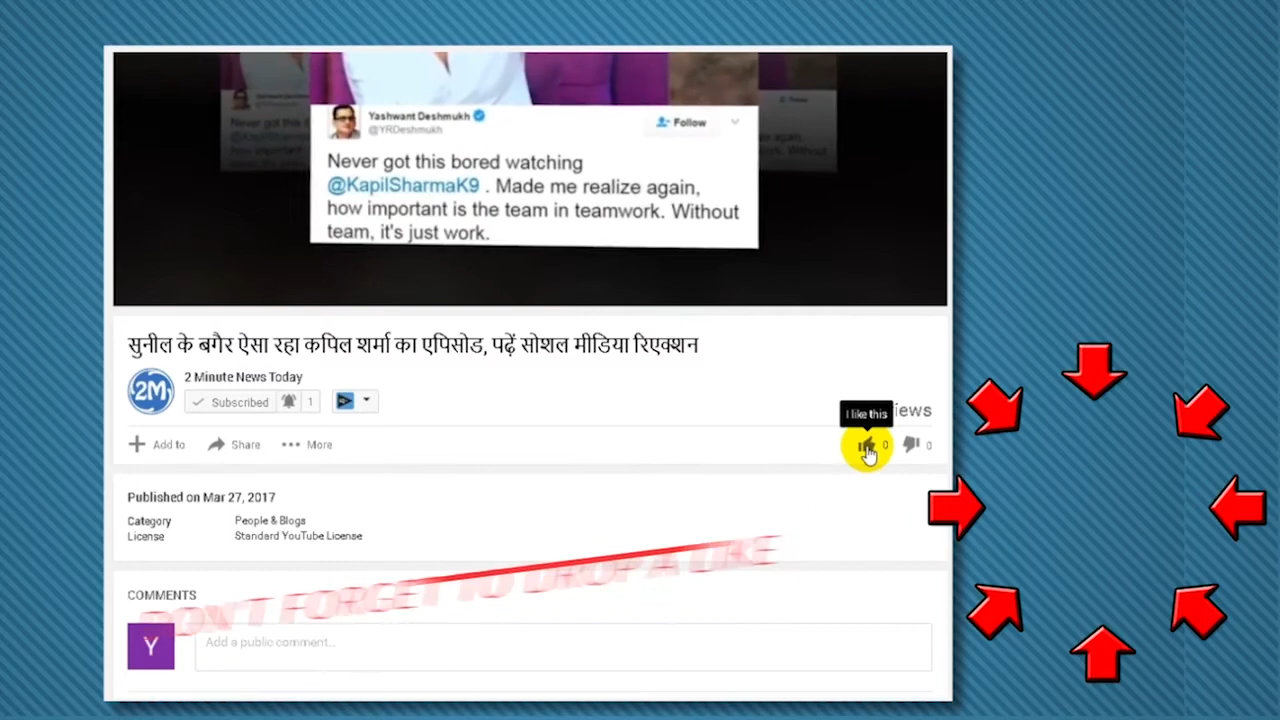 Yashwant Deshmukh
@YRDeshmukh
Follow
Never got this bored watching
@KapilSharmaK9 . Made me realize again,
how important is the team in teamwork. Without
team, it's just work.
सुनील के बगैर ऐसा रहा कपिल शर्मा का एपिसोड, पढ़ें सोशल मीडिया रिएक्शन
2M
2 Minute News Today
Subscribed 1
I like this
iews
Add to Share More 0 0
Published on Mar 27, 2017
Category People & Blogs
License Standard YouTube License
DON'T FORGET TO DROP A LIKE
COMMENTS
Y
Add a public comment...